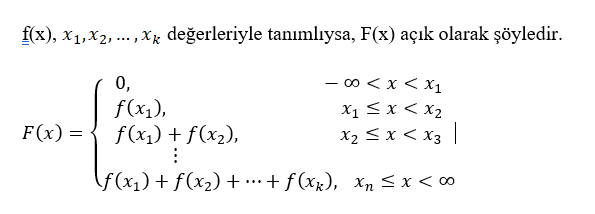 f(x), x₁, x₂, … , xₖ değerleriyle tanımlıysa, F(x) açık olarak şöyledir.
0, − ∞ < x < x₁
f(x₁), x₁ ≤ x < x₂
F(x) = { f(x₁) + f(x₂), x₂ ≤ x < x₃
⋮
f(x₁) + f(x₂) + ⋯ + f(xₖ), xₙ ≤ x < ∞